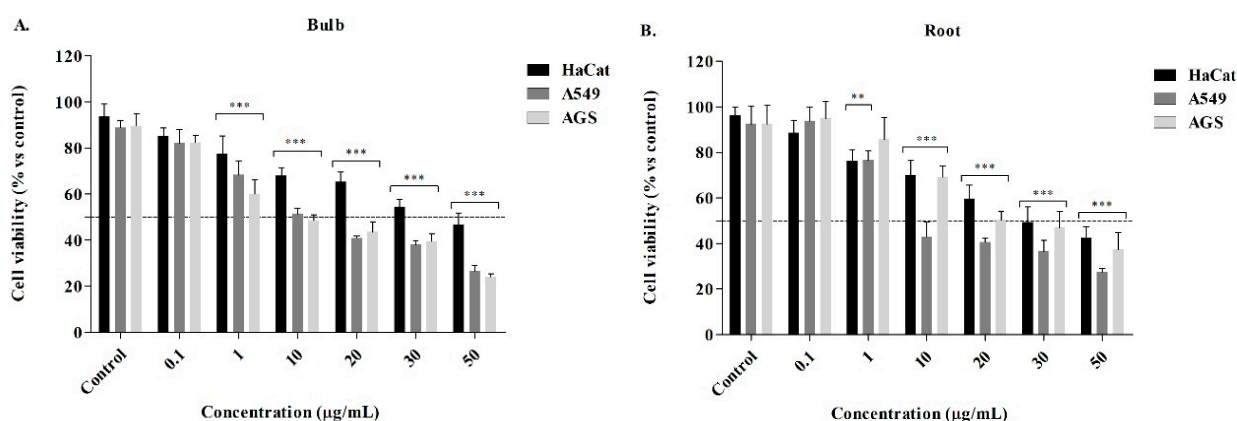 A.
Bulb
Cell viability (% vs control)
120
100
80
60
40
20
0
***
***
***
***
***
HaCat
A549
AGS
Control
0.1
1
10
20
30
50
Concentration (µg/mL)
B.
Root
Cell viability (% vs control)
120
100
80
60
40
20
0
**
***
***
***
***
HaCat
A549
AGS
Control
0.1
1
10
20
30
50
Concentration (µg/mL)